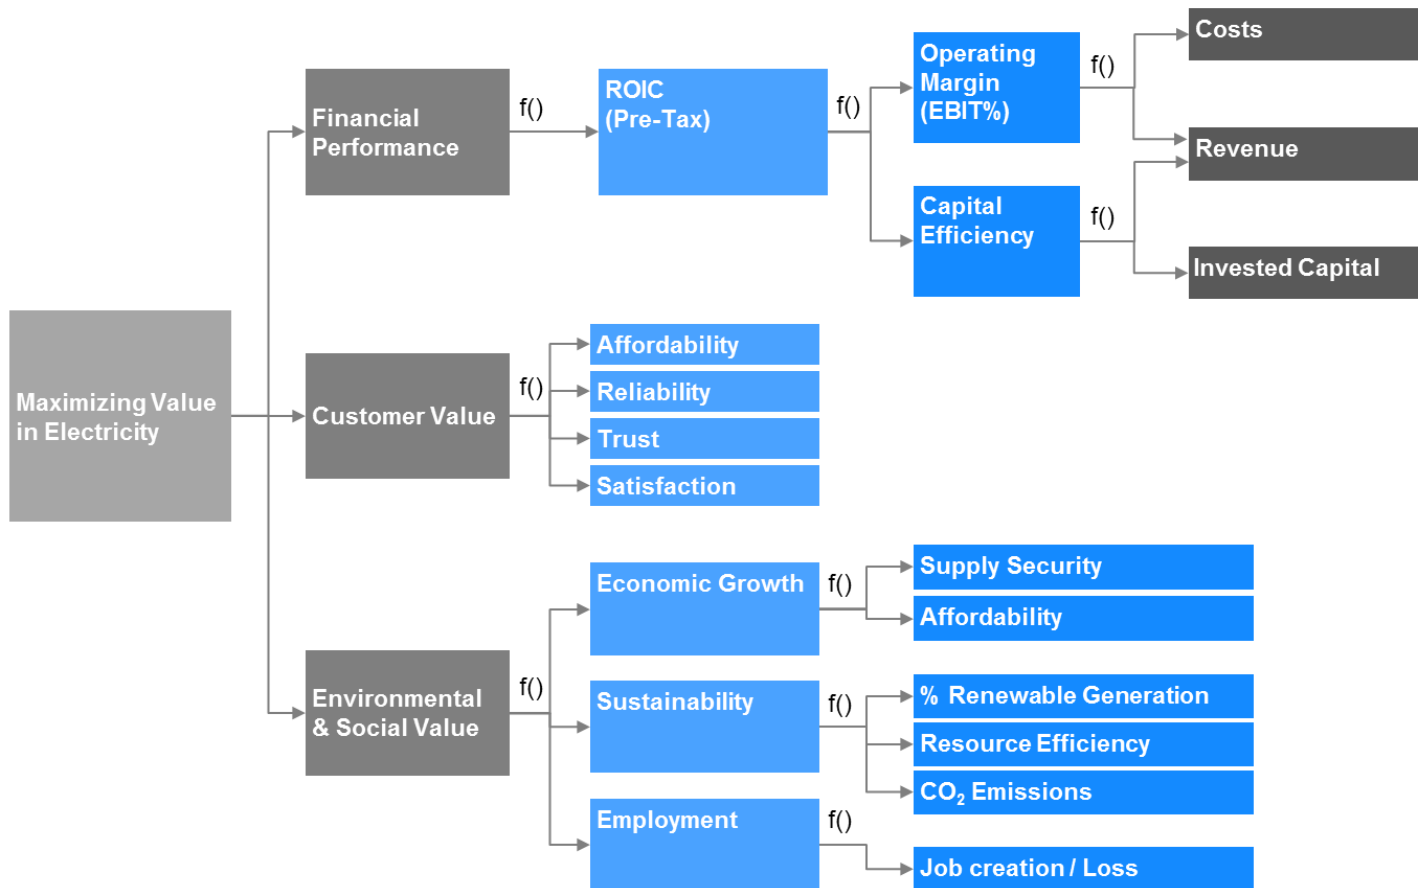 Maximizing Value
in Electricity
Financial
Performance
f()
ROIC
(Pre-Tax)
f()
Operating
Margin
(EBIT%)
f()
Costs
Revenue
Capital
Efficiency
f()
Invested Capital
Customer Value
f()
Affordability
Reliability
Trust
Satisfaction
Environmental
& Social Value
f()
Economic Growth
f()
Supply Security
Affordability
Sustainability
f()
% Renewable Generation
Resource Efficiency
CO₂ Emissions
Employment
f()
Job creation / Loss